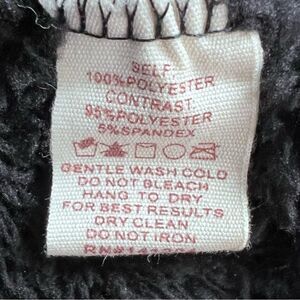 SELF:
100%POLYESTER
CONTRAST
95%POLYESTER
5%SPANDEX
GENTLE WASH COLD
DO NOT BLEACH
HANG TO DRY
FOR BEST RESULTS
DRY CLEAN
DO NOT IRON